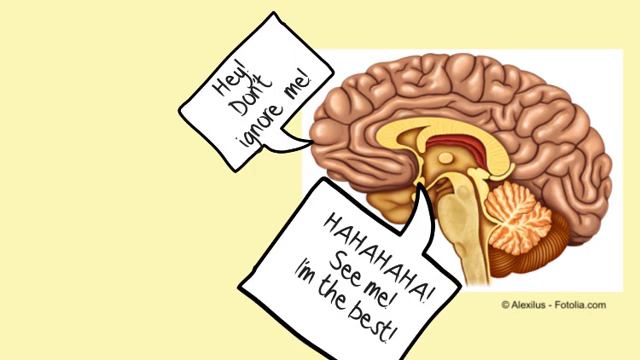 Hey!
Don't
ignore me!
HAHAHAHA!
See me!
I'm the best!
© Alexilus - Fotolia.com